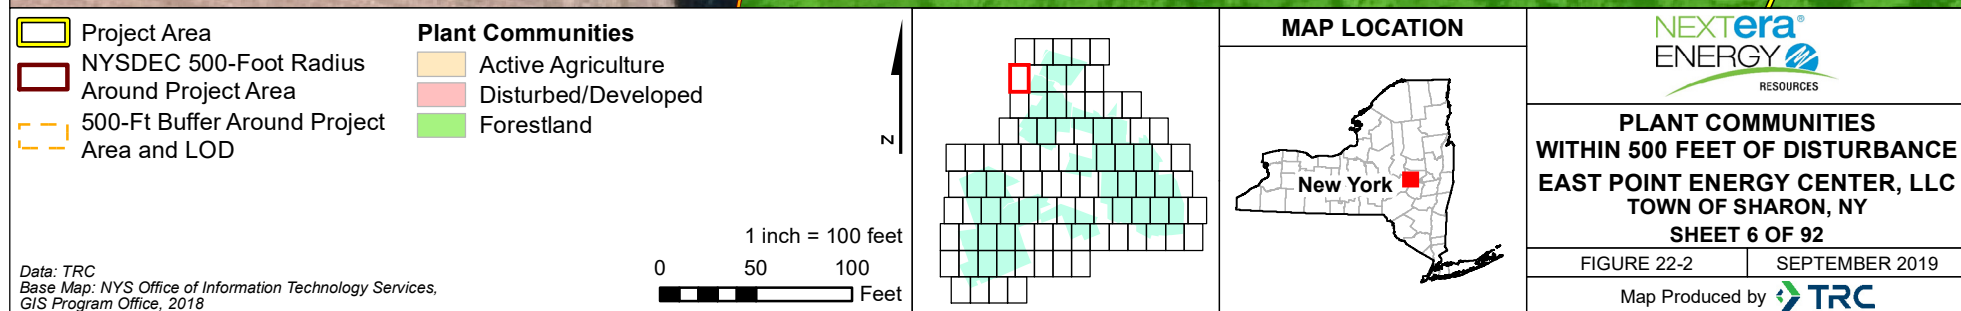 Project Area
NYSDEC 500-Foot Radius
Around Project Area
500-Ft Buffer Around Project
Area and LOD
Plant Communities
Active Agriculture
Disturbed/Developed
Forestland
N
1 inch = 100 feet
0 50 100
Feet
Data: TRC
Base Map: NYS Office of Information Technology Services,
GIS Program Office, 2018
MAP LOCATION
New York
NEXTera®
ENERGY
RESOURCES
PLANT COMMUNITIES
WITHIN 500 FEET OF DISTURBANCE
EAST POINT ENERGY CENTER, LLC
TOWN OF SHARON, NY
SHEET 6 OF 92
FIGURE 22-2 SEPTEMBER 2019
Map Produced by TRC